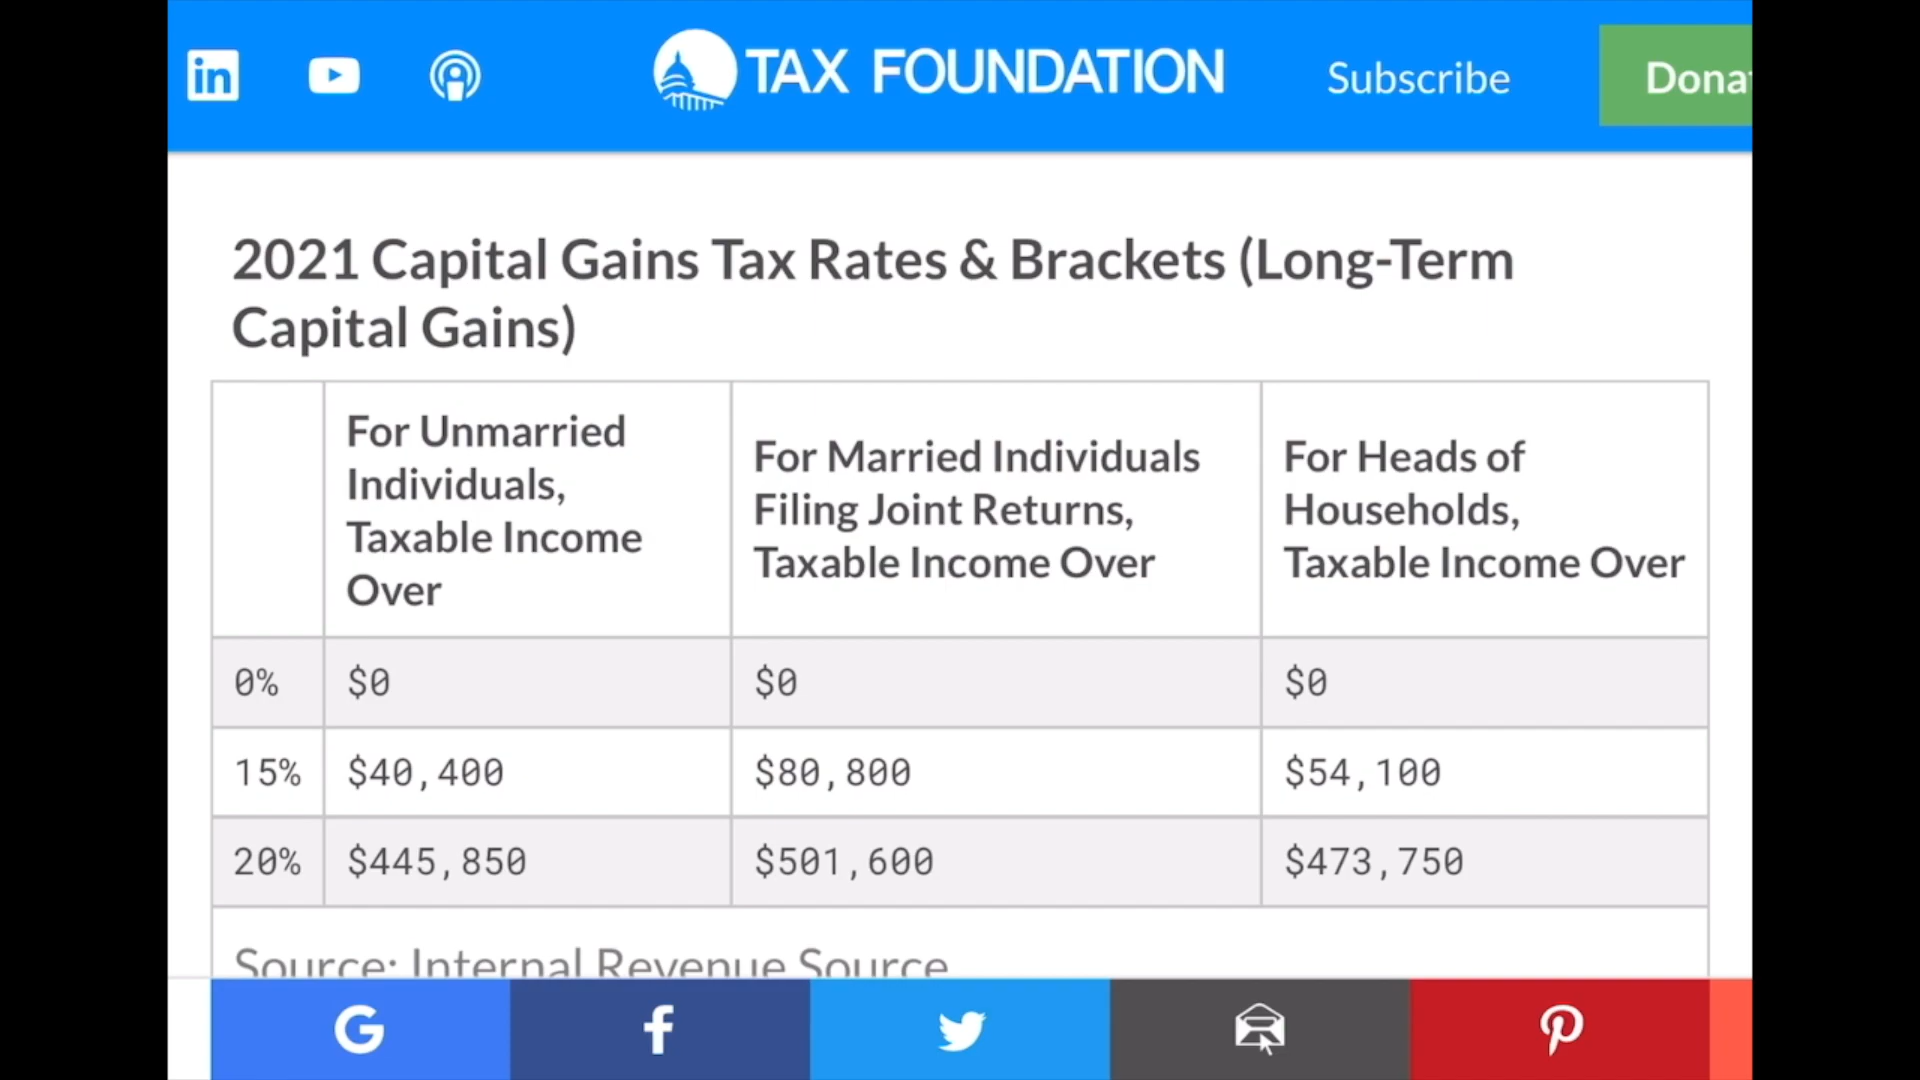 in
TAX FOUNDATION
Subscribe
Donat
2021 Capital Gains Tax Rates & Brackets (Long-Term
Capital Gains)
For Unmarried
Individuals,
Taxable Income
Over
For Married Individuals
Filing Joint Returns,
Taxable Income Over
For Heads of
Households,
Taxable Income Over
0% $0 $0 $0
15% $40,400 $80,800 $54,100
20% $445,850 $501,600 $473,750
Source: Internal Revenue Source
G f